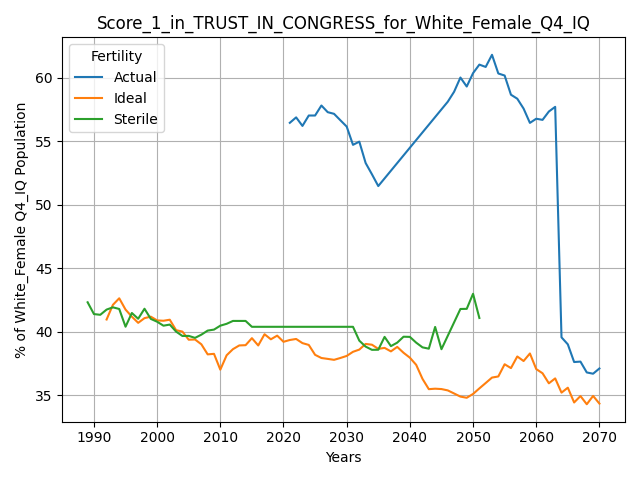 Score_1_in_TRUST_IN_CONGRESS_for_White_Female_Q4_IQ
Fertility
Actual
Ideal
Sterile
% of White_Female Q4_IQ Population
60
55
50
45
40
35
1990
2000
2010
2020
2030
2040
2050
2060
2070
Years